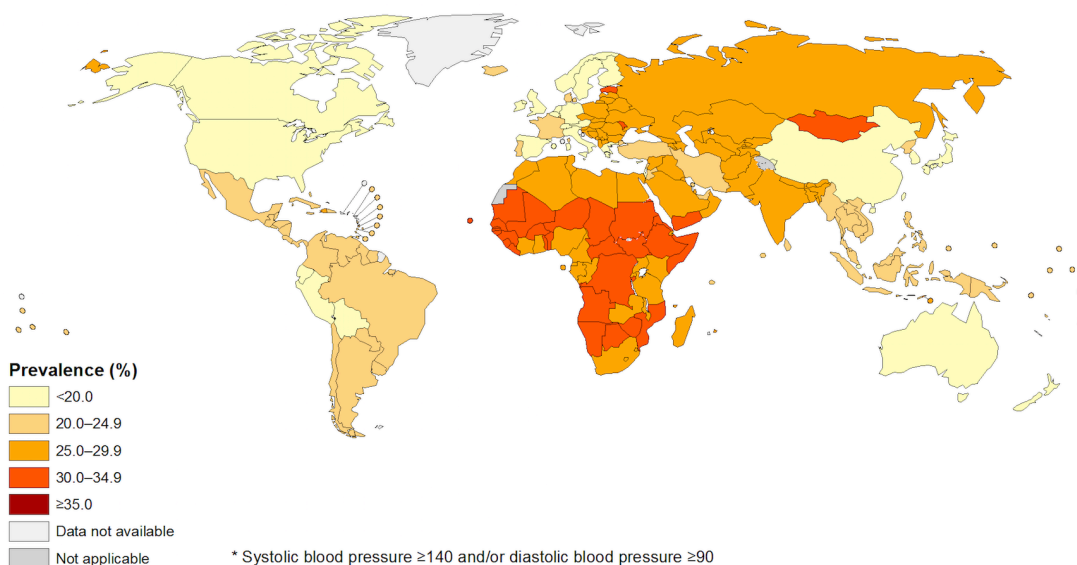 Prevalence (%)
<20.0
20.0–24.9
25.0–29.9
30.0–34.9
≥35.0
Data not available
Not applicable
* Systolic blood pressure ≥140 and/or diastolic blood pressure ≥90